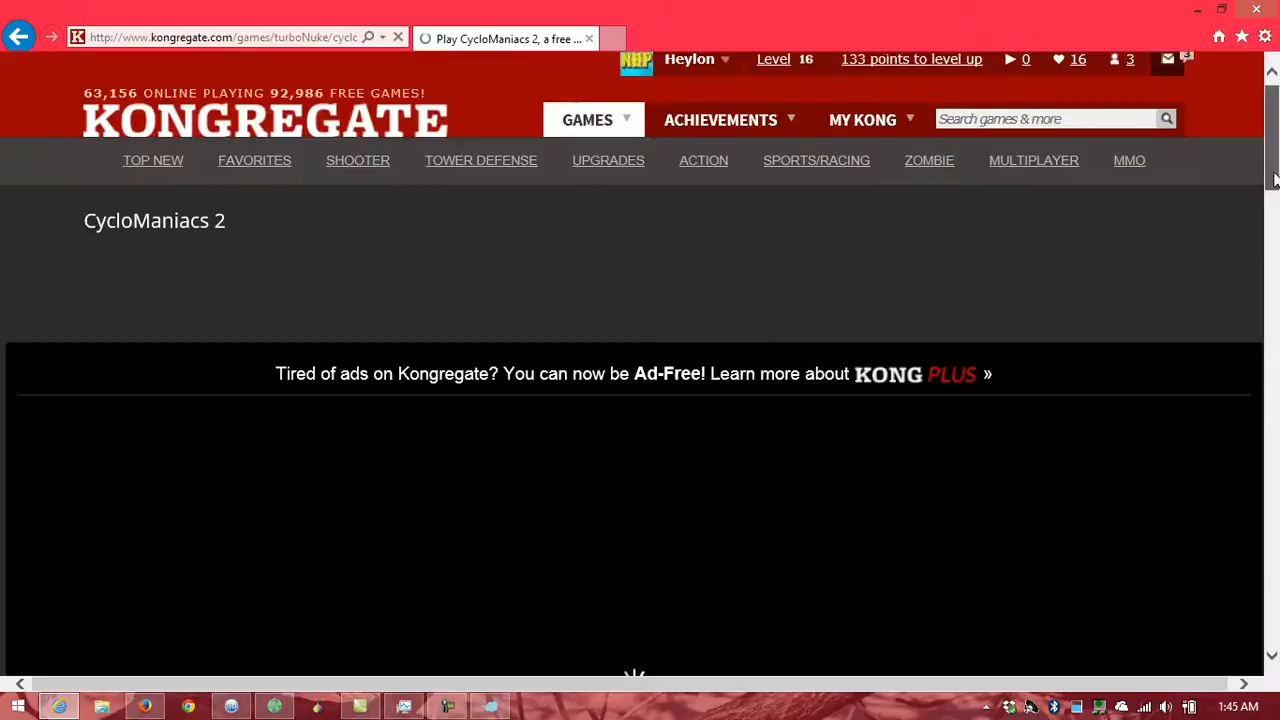 http://www.kongregate.com/games/turboNuke/cyclc
Play CycloManiacs 2, a free ...
Heylon Level 16 133 points to level up 0 16 3 3
63,156 ONLINE PLAYING 92,986 FREE GAMES!
KONGREGATE
GAMES ACHIEVEMENTS MY KONG Search games & more
TOP NEW FAVORITES SHOOTER TOWER DEFENSE UPGRADES ACTION SPORTS/RACING ZOMBIE MULTIPLAYER MMO
CycloManiacs 2
Tired of ads on Kongregate? You can now be Ad-Free! Learn more about KONG PLUS »
1:45 AM